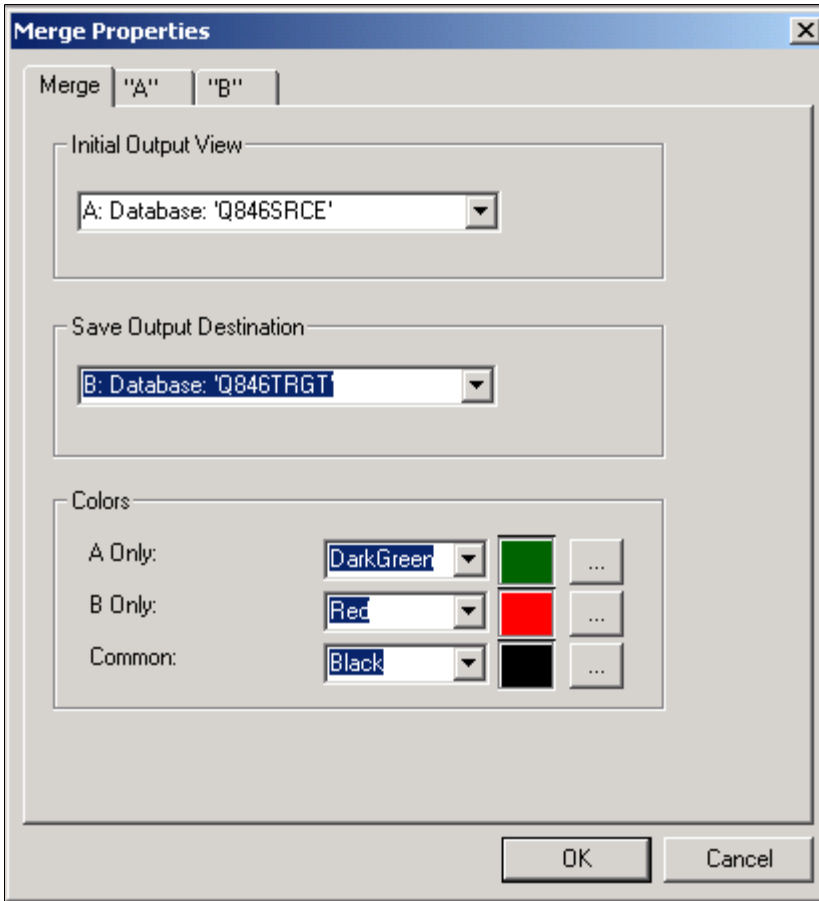 Merge Properties
Merge "A" "B"
Initial Output View
A: Database: 'Q846SRCE'
Save Output Destination
B: Database: 'Q846TRGT'
Colors
A Only: DarkGreen ...
B Only: Red ...
Common: Black ...
OK Cancel